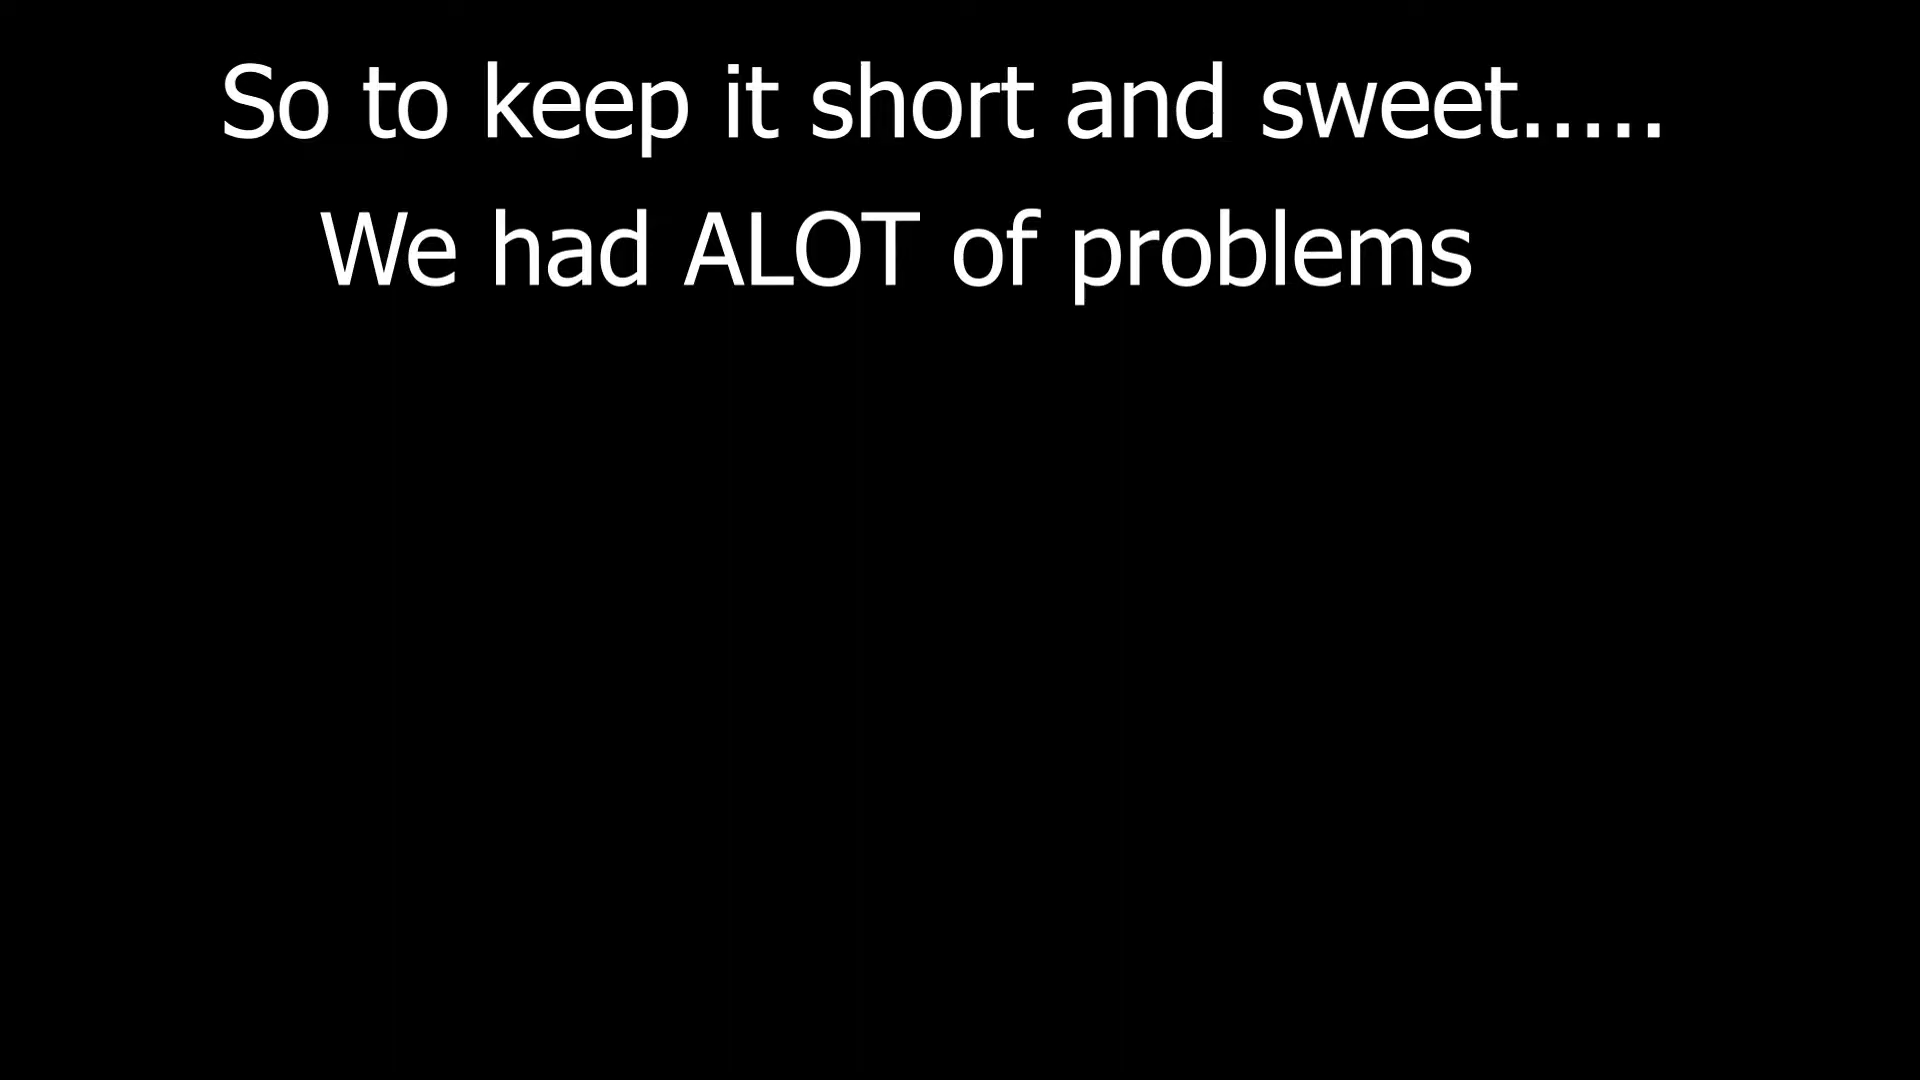 So to keep it short and sweet.....
We had ALOT of problems